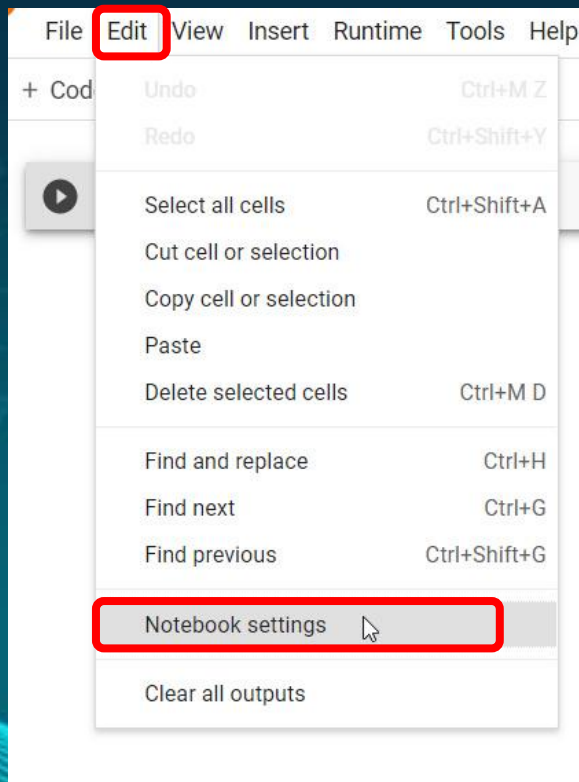 File Edit View Insert Runtime Tools Help
+ Cod
Undo Ctrl+M Z
Redo Ctrl+Shift+Y
Select all cells Ctrl+Shift+A
Cut cell or selection
Copy cell or selection
Paste
Delete selected cells Ctrl+M D
Find and replace Ctrl+H
Find next Ctrl+G
Find previous Ctrl+Shift+G
Notebook settings
Clear all outputs